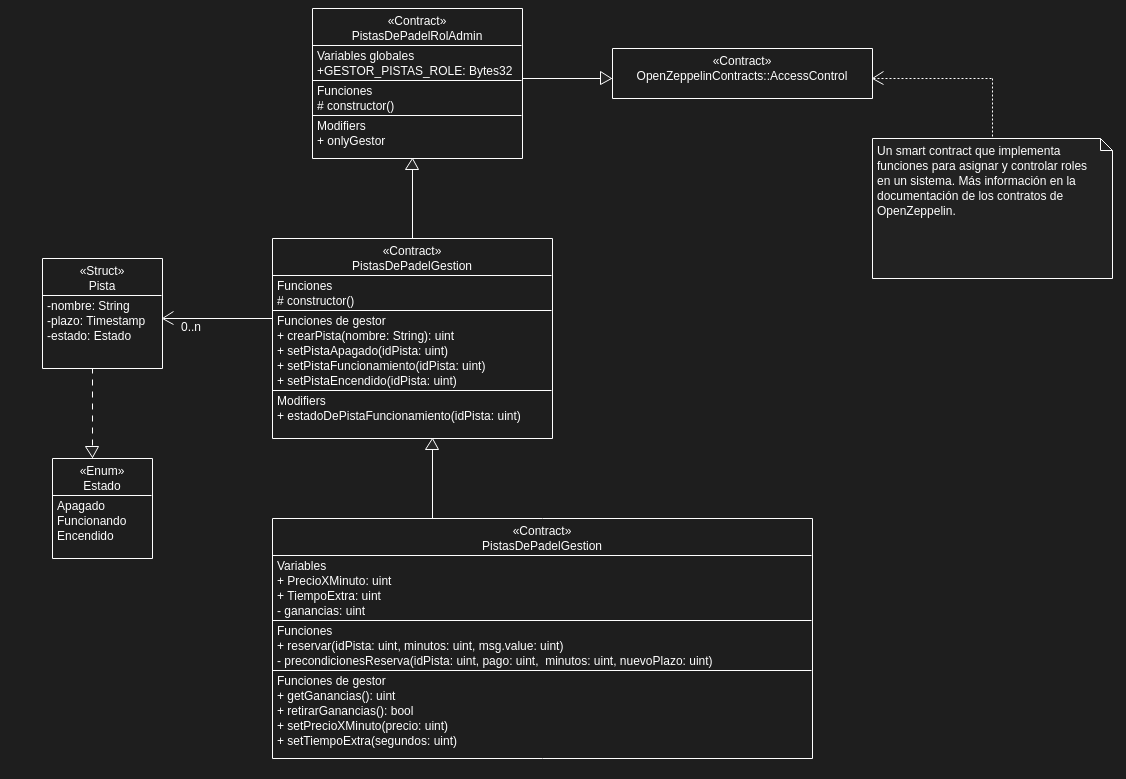 «Contract»
PistasDePadelRolAdmin
Variables globales
+GESTOR_PISTAS_ROLE: Bytes32
Funciones
# constructor()
Modifiers
+ onlyGestor
«Contract»
OpenZeppelinContracts::AccessControl
Un smart contract que implementa
funciones para asignar y controlar roles
en un sistema. Más información en la
documentación de los contratos de
OpenZeppelin.
«Struct»
Pista
-nombre: String
-plazo: Timestamp
-estado: Estado
0..n
«Contract»
PistasDePadelGestion
Funciones
# constructor()
Funciones de gestor
+ crearPista(nombre: String): uint
+ setPistaApagado(idPista: uint)
+ setPistaFuncionamiento(idPista: uint)
+ setPistaEncendido(idPista: uint)
Modifiers
+ estadoDePistaFuncionamiento(idPista: uint)
«Enum»
Estado
Apagado
Funcionando
Encendido
«Contract»
PistasDePadelGestion
Variables
+ PrecioXMinuto: uint
+ TiempoExtra: uint
- ganancias: uint
Funciones
+ reservar(idPista: uint, minutos: uint, msg.value: uint)
- precondicionesReserva(idPista: uint, pago: uint,  minutos: uint, nuevoPlazo: uint)
Funciones de gestor
+ getGanancias(): uint
+ retirarGanancias(): bool
+ setPrecioXMinuto(precio: uint)
+ setTiempoExtra(segundos: uint)